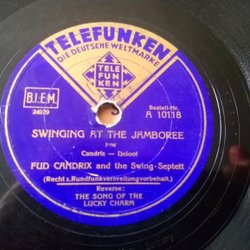 TELEFUNKEN
DIE DEUTSCHE WELTMARKE
TELE
FUN
KEN
B.I.E.M.
Bestell-Nr.
A 10118
SWINGING AT THE JAMBOREE
Fox
Candrix — Quinot
FUD CANDRIX and the Swing-Septett
(Recht z. Rundfunkverbreitung vorbehalt.)
Reverse:
THE SONG OF THE
LUCKY CHARM